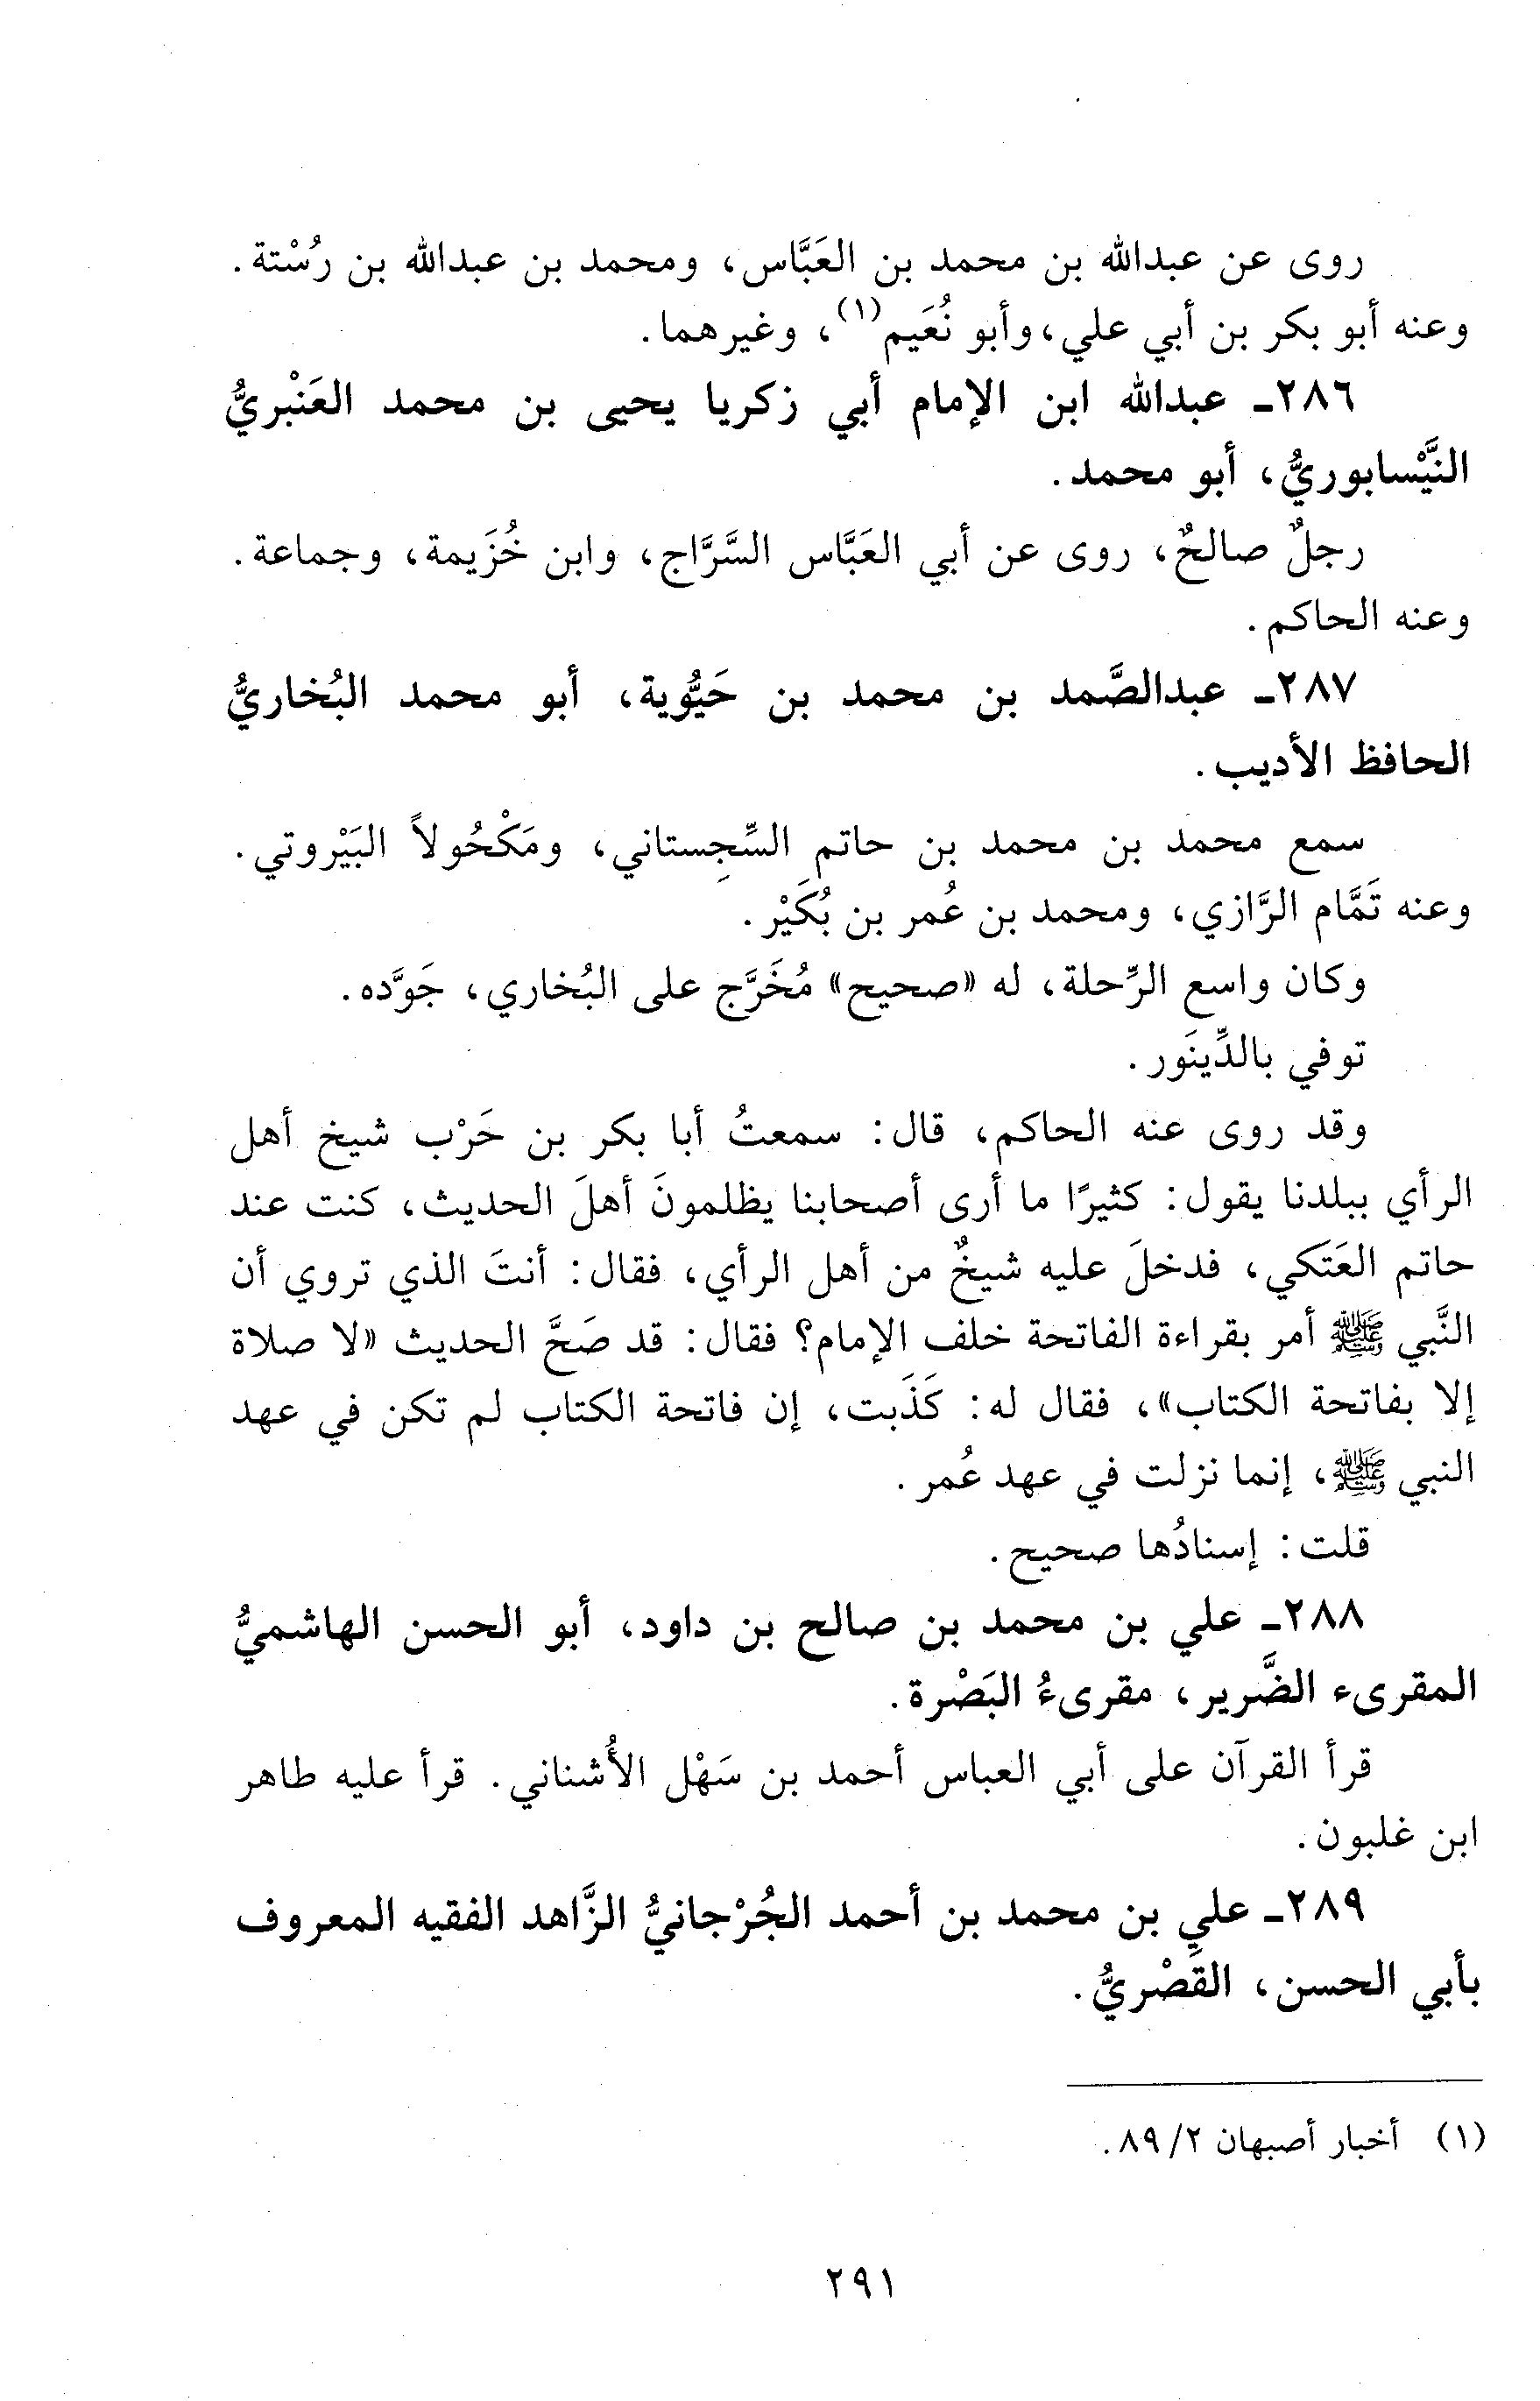 روى عن عبدالله بن محمد بن العَبَّاس، ومحمد بن عبدالله بن رُسْتة.
وعنه أبو بكر بن أبي علي، وأبو نُعَيم(١)، وغيرهما.
٢٨٦ـ عبدالله ابن الإمام أبي زكريا يحيى بن محمد العَنْبريُّ
النَّيْسابوريُّ، أبو محمد.
رجلٌ صالحٌ، روى عن أبي العَبَّاس السَّرَّاج، وابن خُزَيمة، وجماعة.
وعنه الحاكم.
٢٨٧ـ عبدالصَّمد بن محمد بن حَيُّوية، أبو محمد البُخاريُّ
الحافظ الأديب.
سمع محمد بن محمد بن حاتم السِّجِستاني، ومَكْحُولاً البَيْروتي.
وعنه تَمَّام الرَّازي، ومحمد بن عُمر بن بُكَيْر.
وكان واسع الرِّحلة، له «صحيح» مُخَرَّج على البُخاري، جَوَّده.
توفي بالدِّينَور.
وقد روى عنه الحاكم، قال: سمعتُ أبا بكر بن حَرْب شيخ أهل
الرأي ببلدنا يقول: كثيرًا ما أرى أصحابنا يظلمونَ أهلَ الحديث، كنت عند
حاتم العَتَكي، فدخلَ عليه شيخٌ من أهل الرأي، فقال: أنتَ الذي تروي أن
النَّبي ﷺ أمر بقراءة الفاتحة خلف الإمام؟ فقال: قد صَحَّ الحديث «لا صلاة
إلا بفاتحة الكتاب»، فقال له: كَذَبت، إن فاتحة الكتاب لم تكن في عهد
النبي ﷺ، إنما نزلت في عهد عُمر.
قلت: إسنادُها صحيح.
٢٨٨ـ علي بن محمد بن صالح بن داود، أبو الحسن الهاشميُّ
المقرىء الضَّرير، مقرىءُ البَصْرة.
قرأ القرآن على أبي العباس أحمد بن سَهْل الأُشناني. قرأ عليه طاهر
ابن غلبون.
٢٨٩ـ علي بن محمد بن أحمد الجُرْجانيُّ الزَّاهد الفقيه المعروف
بأبي الحسن، القَصْريُّ.
(١) أخبار أصبهان ٢/ ٨٩.
٢٩١